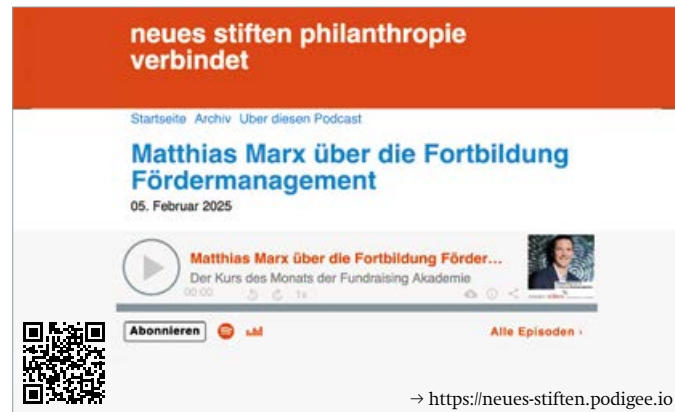 neues stiften philanthropie
verbindet
Startseite Archiv Über diesen Podcast
Matthias Marx über die Fortbildung
Fördermanagement
05. Februar 2025
Matthias Marx über die Fortbildung Förder...
Der Kurs des Monats der Fundraising Akademie
00:00 1x
Abonnieren
Alle Episoden ›
→ https://neues-stiften.podigee.io